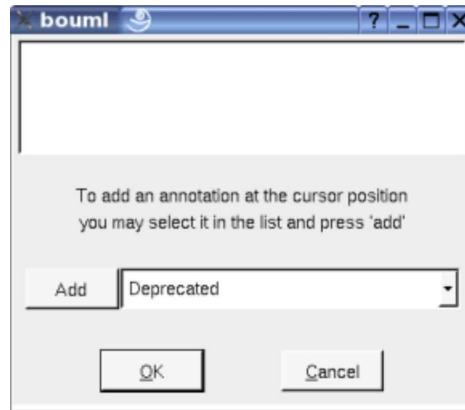 bouml
To add an annotation at the cursor position
you may select it in the list and press 'add'
Add Deprecated
OK Cancel